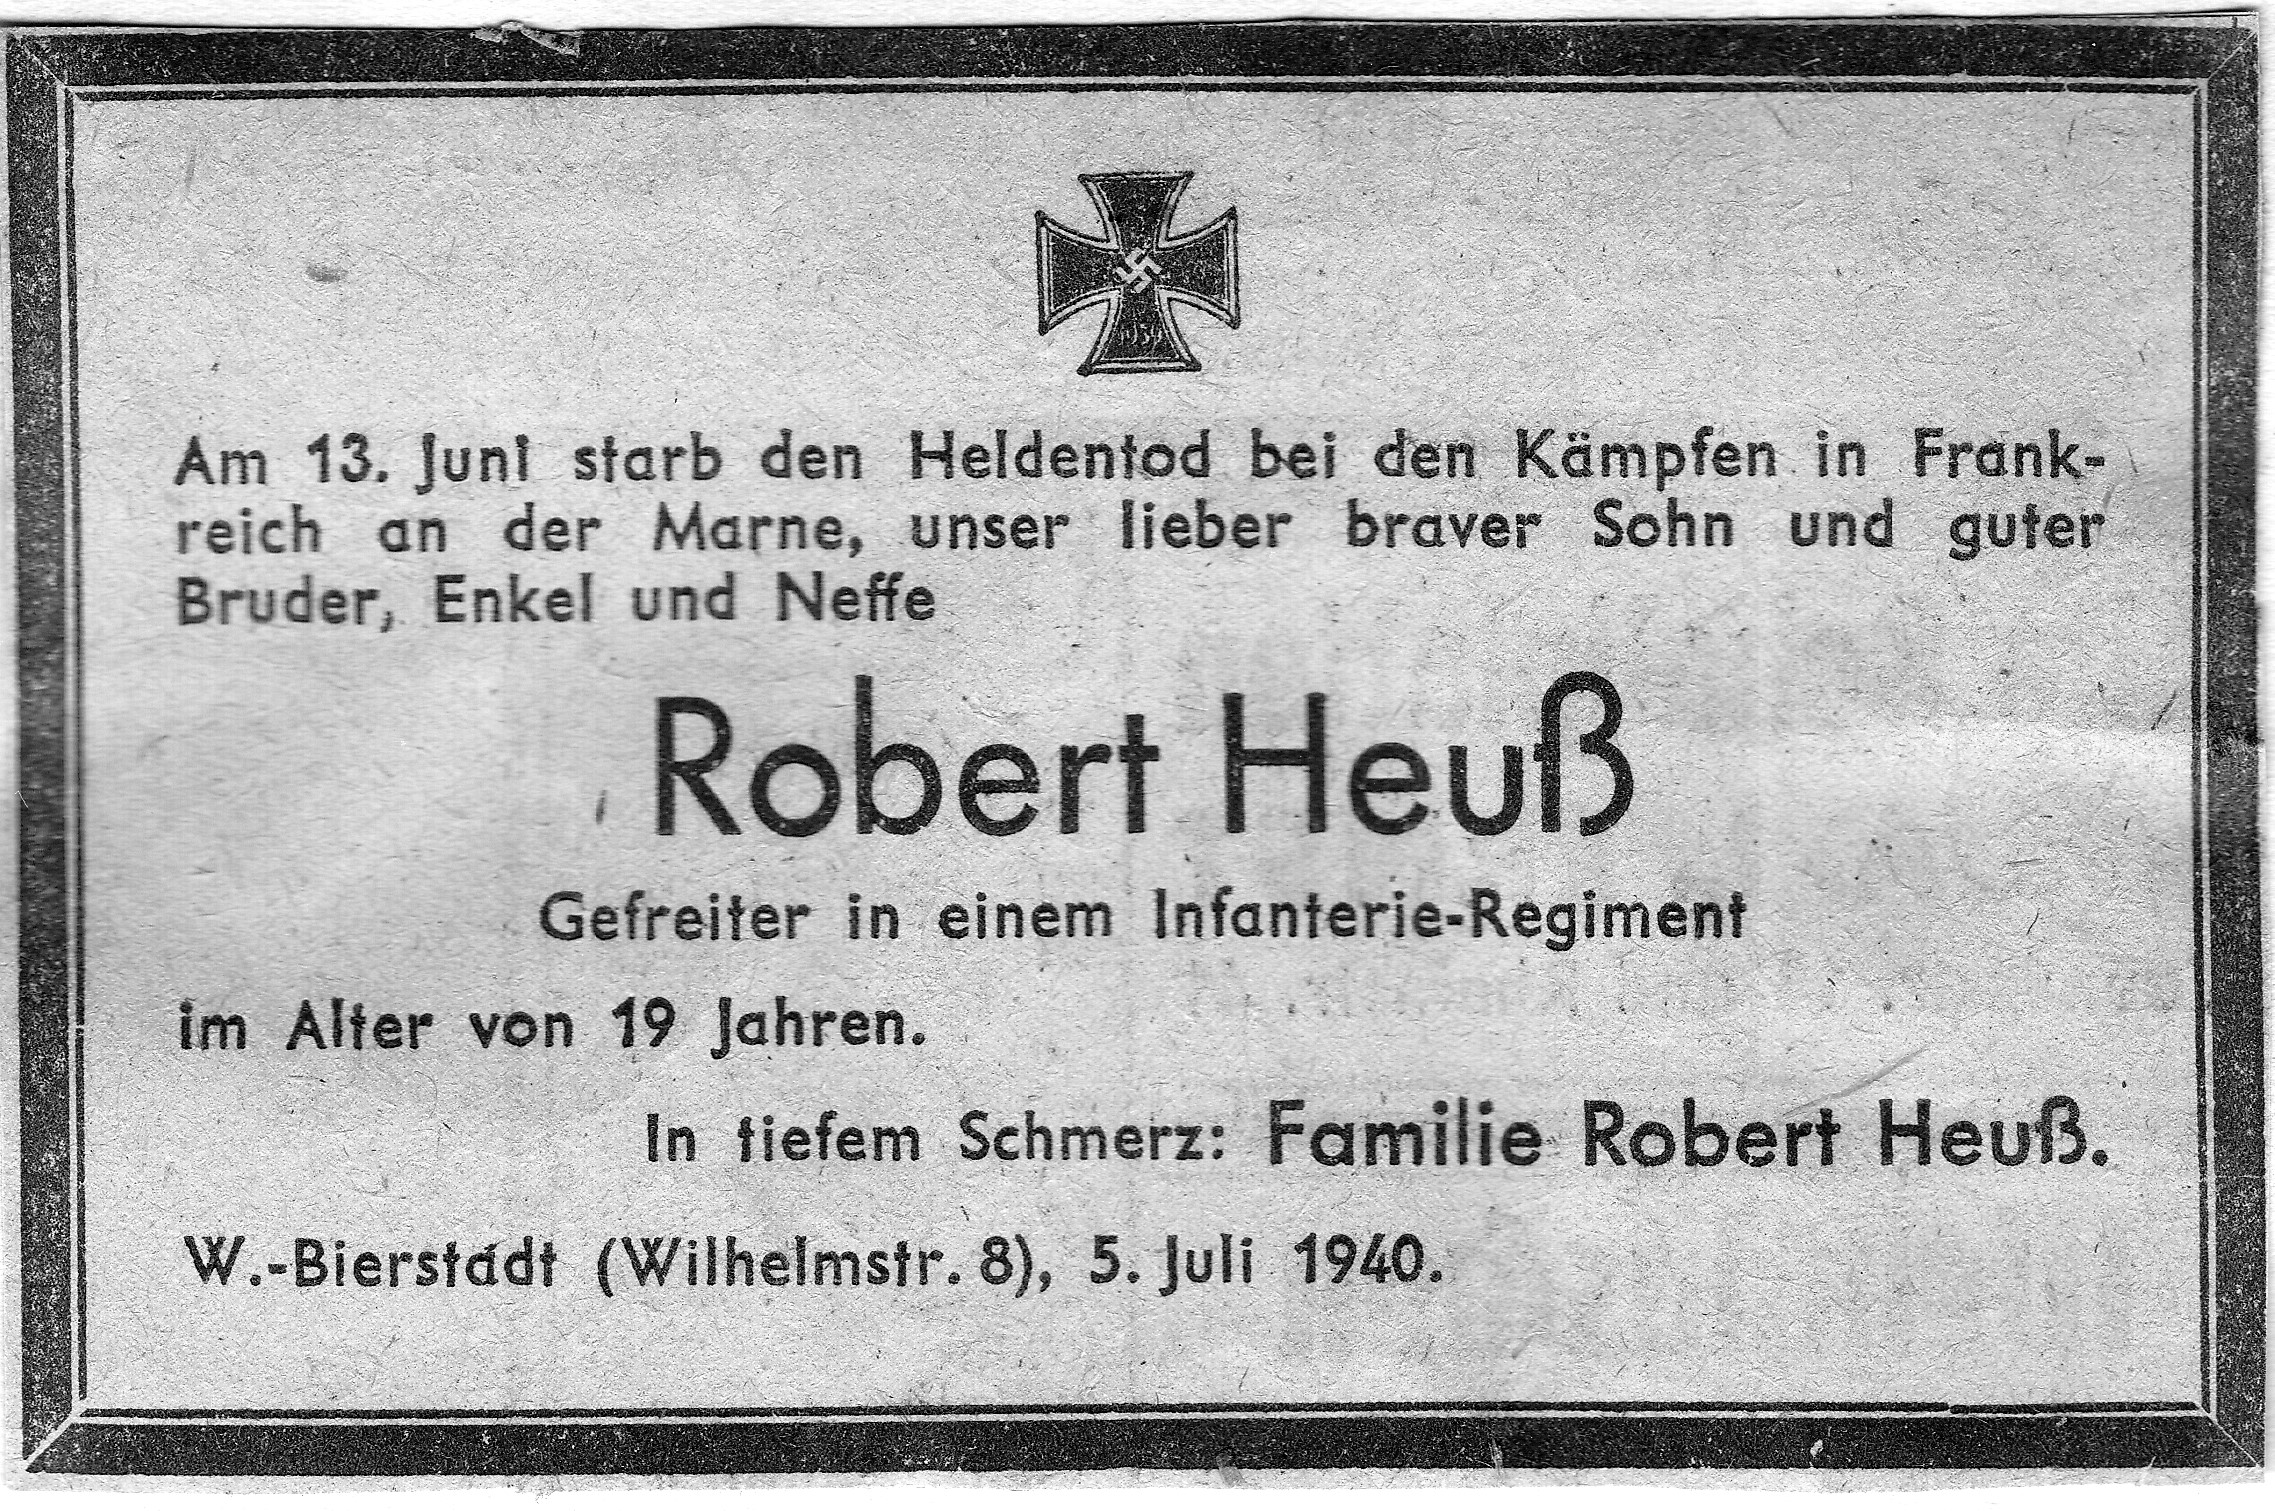 1939
Am 13. Juni starb den Heldentod bei den Kämpfen in Frank-
reich an der Marne, unser lieber braver Sohn und guter
Bruder, Enkel und Neffe
Robert Heuß
Gefreiter in einem Infanterie-Regiment
im Alter von 19 Jahren.
In tiefem Schmerz: Familie Robert Heuß.
W.-Bierstadt (Wilhelmstr. 8), 5. Juli 1940.